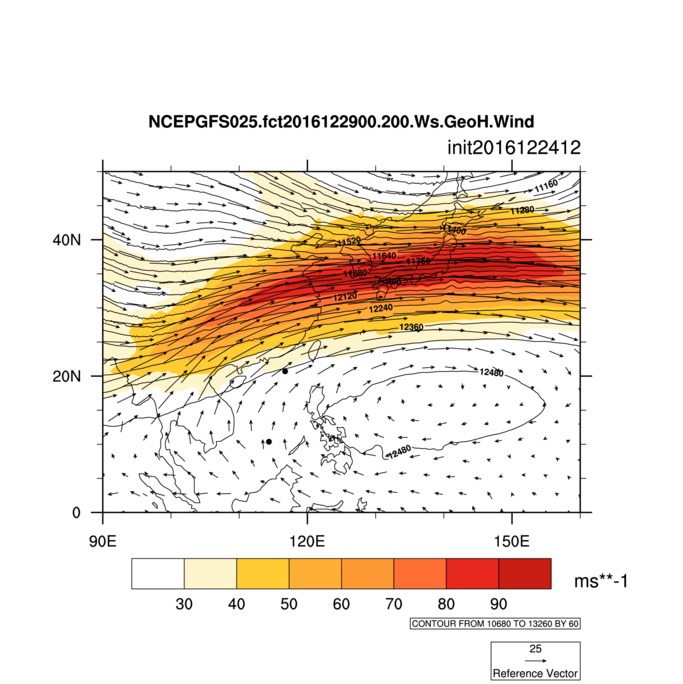 NCEPGFS025.fct2016122900.200.Ws.GeoH.Wind
init2016122412
11160
11280
11400
40N
11520
11640
11760
11880
12120
12240
12360
20N
12480
12480
0
90E
120E
150E
ms**-1
30 40 50 60 70 80 90
CONTOUR FROM 10680 TO 13260 BY 60
25
Reference Vector